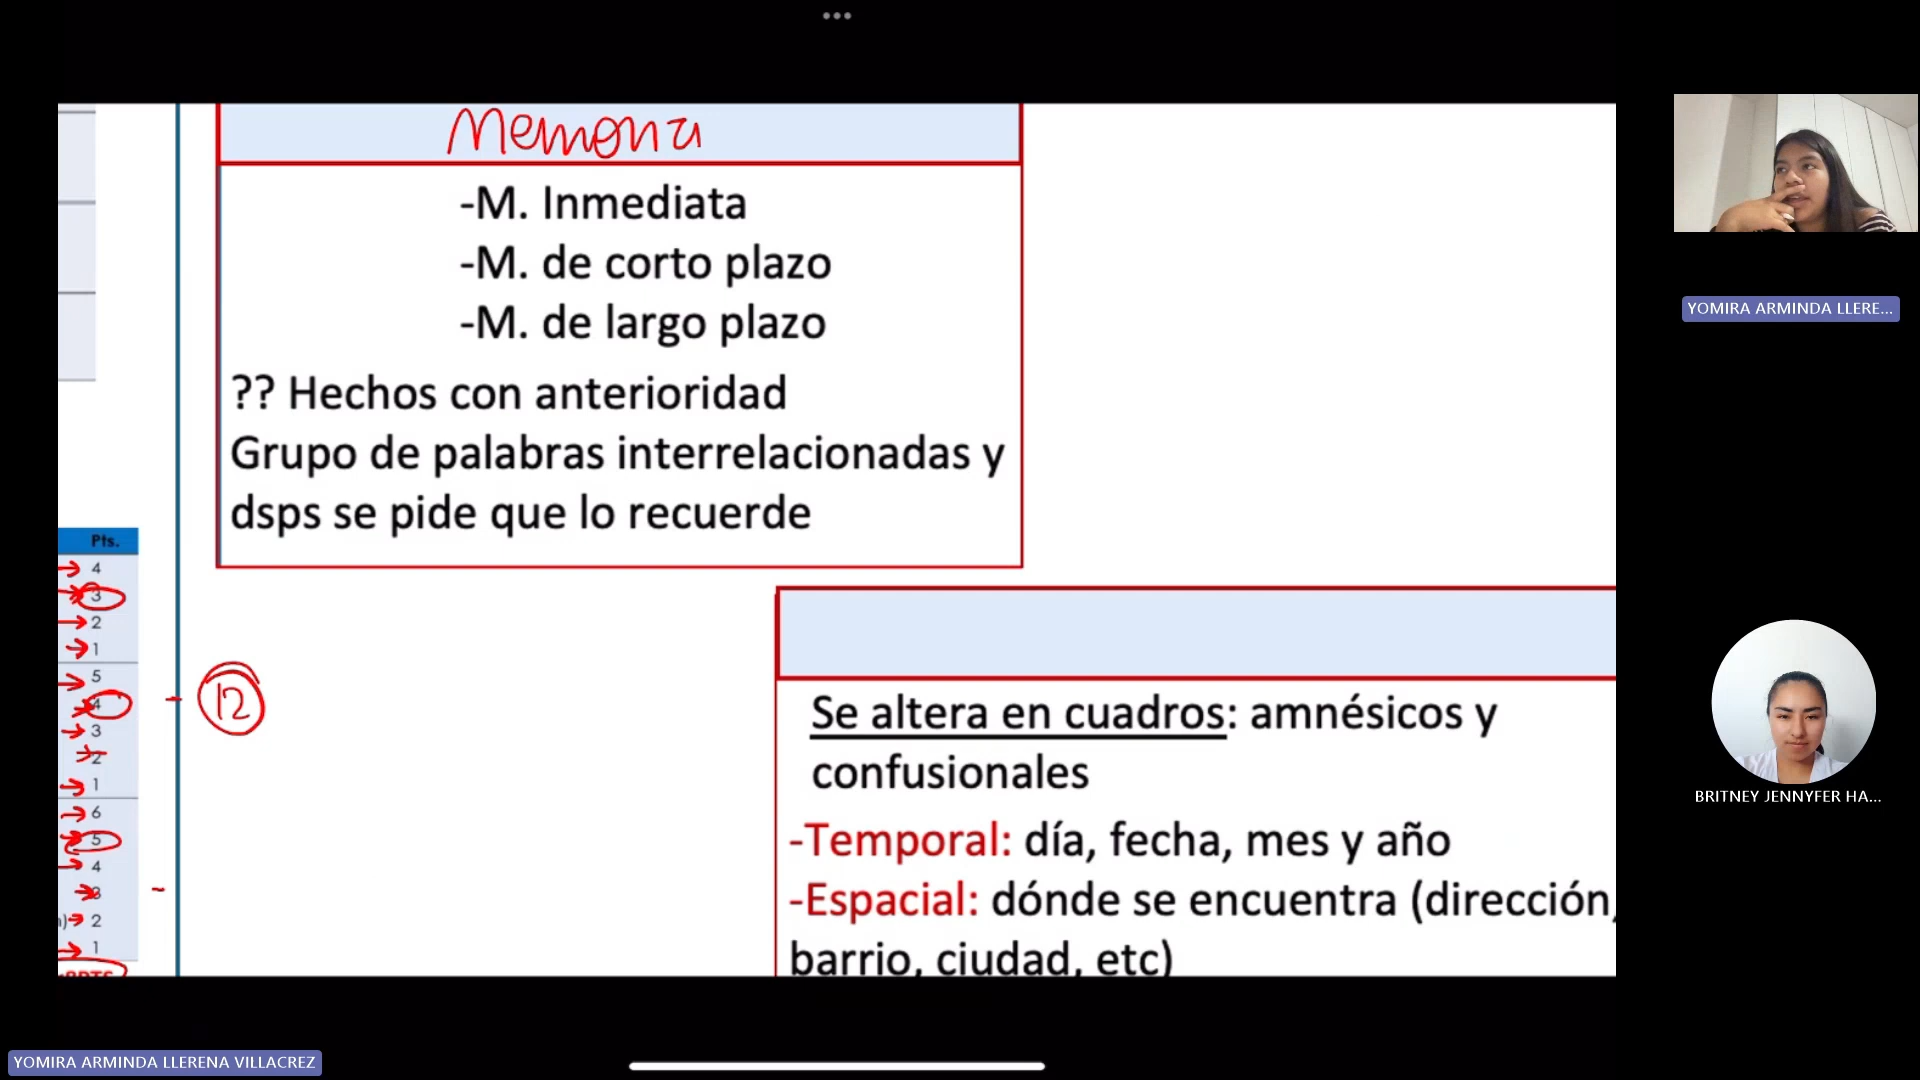 Memoria
-M. Inmediata
-M. de corto plazo
-M. de largo plazo
?? Hechos con anterioridad
Grupo de palabras interrelacionadas y
dsps se pide que lo recuerde
Pts.
4
3
2
1
5
4
3
2
1
6
5
4
3
2
1
12
Se altera en cuadros: amnésicos y
confusionales
-Temporal: día, fecha, mes y año
-Espacial: dónde se encuentra (dirección,
barrio, ciudad, etc)
YOMIRA ARMINDA LLERE...
BRITNEY JENNYFER HA...
YOMIRA ARMINDA LLERENA VILLACREZ